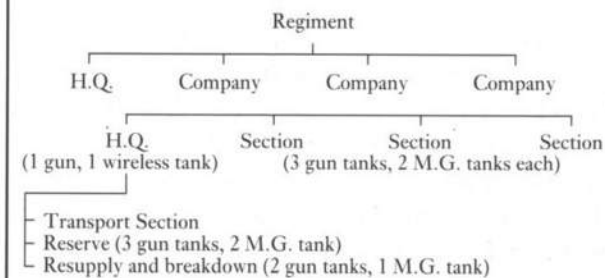 Regiment
H.Q. Company Company Company
H.Q. Section Section Section
(1 gun, 1 wireless tank) (3 gun tanks, 2 M.G. tanks each)
Transport Section
Reserve (3 gun tanks, 2 M.G. tank)
Resupply and breakdown (2 gun tanks, 1 M.G. tank)